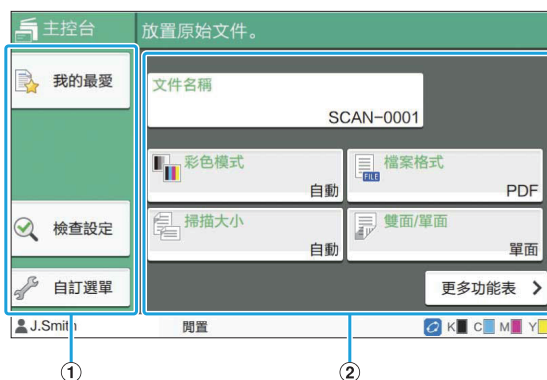 主控台
放置原始文件。
我的最愛
檢查設定
自訂選單
文件名稱
SCAN-0001
彩色模式
自動
檔案格式
FILE
PDF
掃描大小
自動
雙面/單面
單面
更多功能表
J.Smith
閒置
K C M Y
1
2